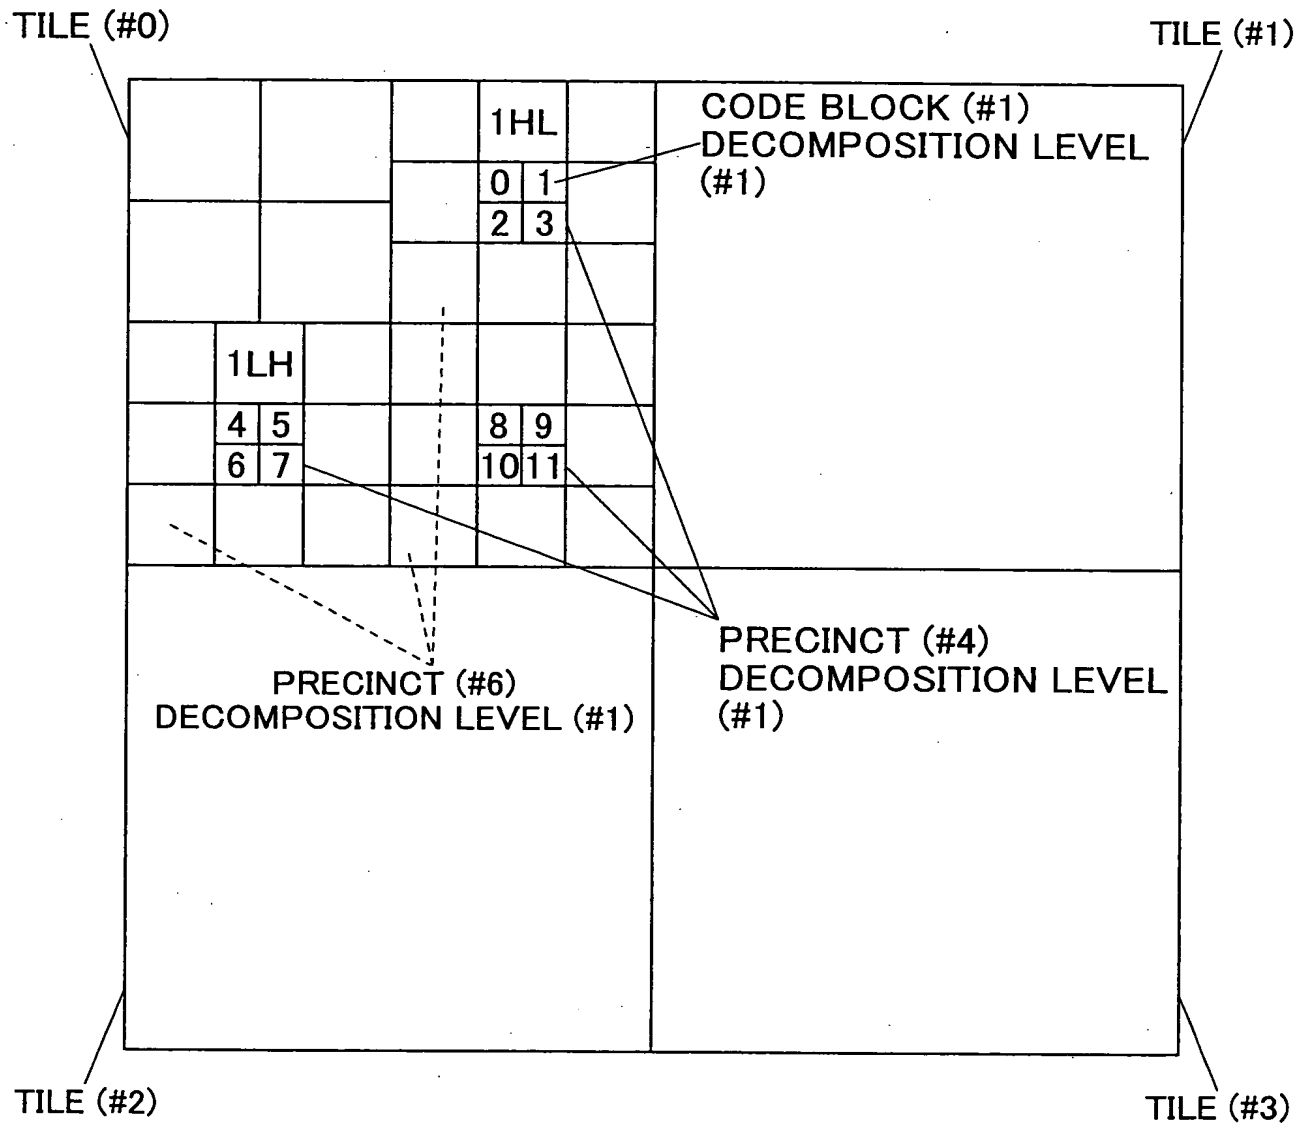 TILE (#0)
TILE (#1)
CODE BLOCK (#1)
DECOMPOSITION LEVEL
(#1)
1HL
0 1
2 3
1LH
4 5
6 7
8 9
10 11
PRECINCT (#4)
DECOMPOSITION LEVEL
(#1)
PRECINCT (#6)
DECOMPOSITION LEVEL (#1)
TILE (#2)
TILE (#3)